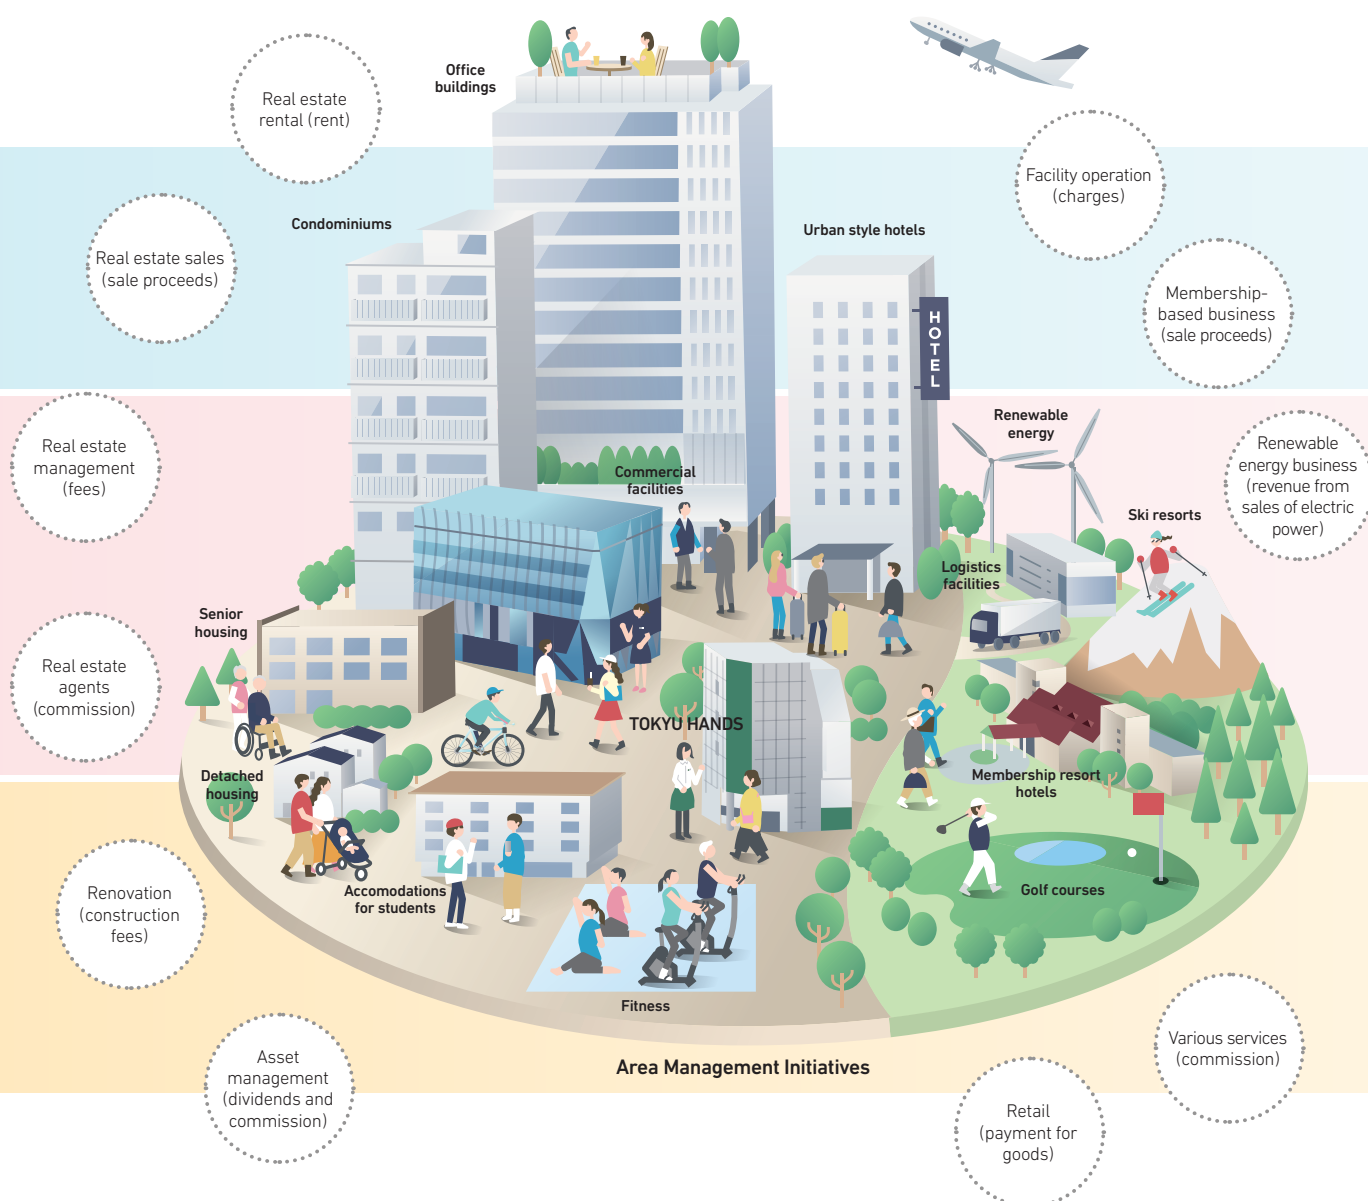 Office
buildings
Real estate
rental (rent)
Facility operation
(charges)
Condominiums
Urban style hotels
Real estate sales
(sale proceeds)
Membership-
based business
(sale proceeds)
HOTEL
Renewable
energy
Real estate
management
(fees)
Renewable
energy business
(revenue from
sales of electric
power)
Commercial
facilities
Ski resorts
Logistics
facilities
Senior
housing
Real estate
agents
(commission)
TOKYU HANDS
Detached
housing
Membership resort
hotels
Accomodations
for students
Golf courses
Renovation
(construction
fees)
Fitness
Various services
(commission)
Area Management Initiatives
Asset
management
(dividends and
commission)
Retail
(payment for
goods)